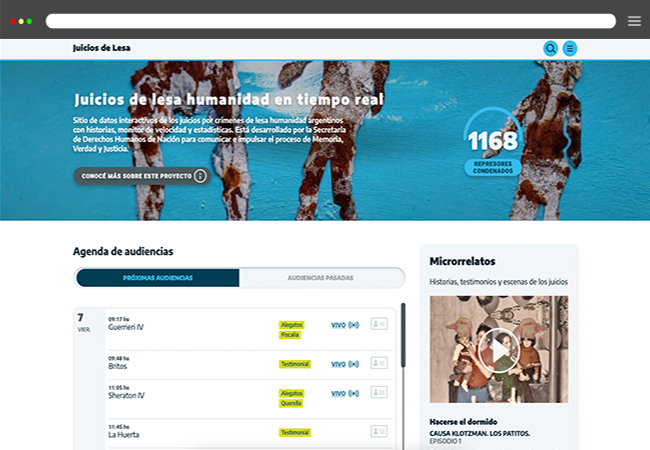 Juicios de Lesa
Juicios de lesa humanidad en tiempo real
Sitio de datos interactivos de los juicios por crímenes de lesa humanidad argentinos
con historias, monitor de velocidad y estadísticas. Está desarrollado por la Secretaría
de Derechos Humanos de Nación para comunicar e impulsar el proceso de Memoria,
Verdad y Justicia.
1168
REPRESORES
CONDENADOS
CONOCÉ MÁS SOBRE ESTE PROYECTO
Agenda de audiencias
PRÓXIMAS AUDIENCIAS
AUDIENCIAS PASADAS
7
VIER.
09:17 hs
Guerrieri IV
Alegatos
Fiscalía
VIVO
09:48 hs
Britos
Testimonial
11:05 hs
Sheraton IV
Alegatos
Querella
VIVO
11:45 hs
La Huerta
Testimonial
Microrrelatos
Historias, testimonios y escenas de los juicios
Hacerse el dormido
CAUSA KLOTZMAN. LOS PATITOS.
EPISODIO 1